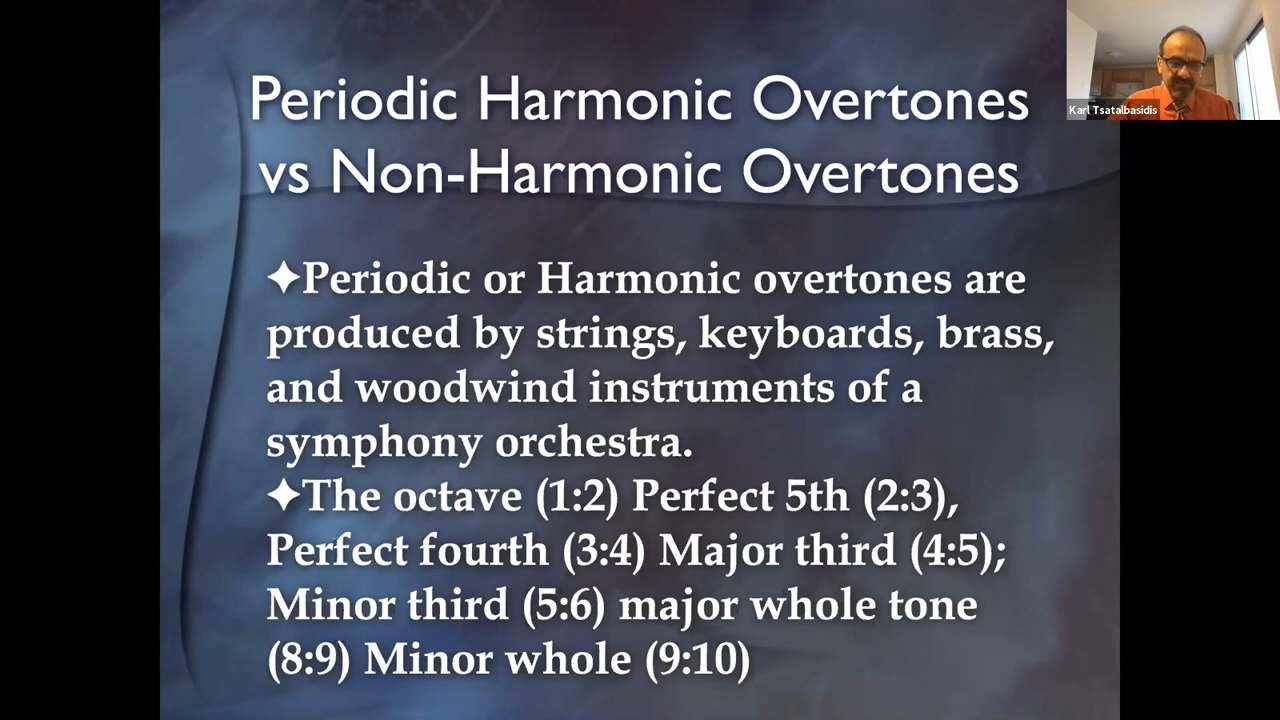 Periodic Harmonic Overtones
vs Non-Harmonic Overtones
Karl Tsatalbasidis
✦Periodic or Harmonic overtones are
produced by strings, keyboards, brass,
and woodwind instruments of a
symphony orchestra.
✦The octave (1:2) Perfect 5th (2:3),
Perfect fourth (3:4) Major third (4:5);
Minor third (5:6) major whole tone
(8:9) Minor whole (9:10)